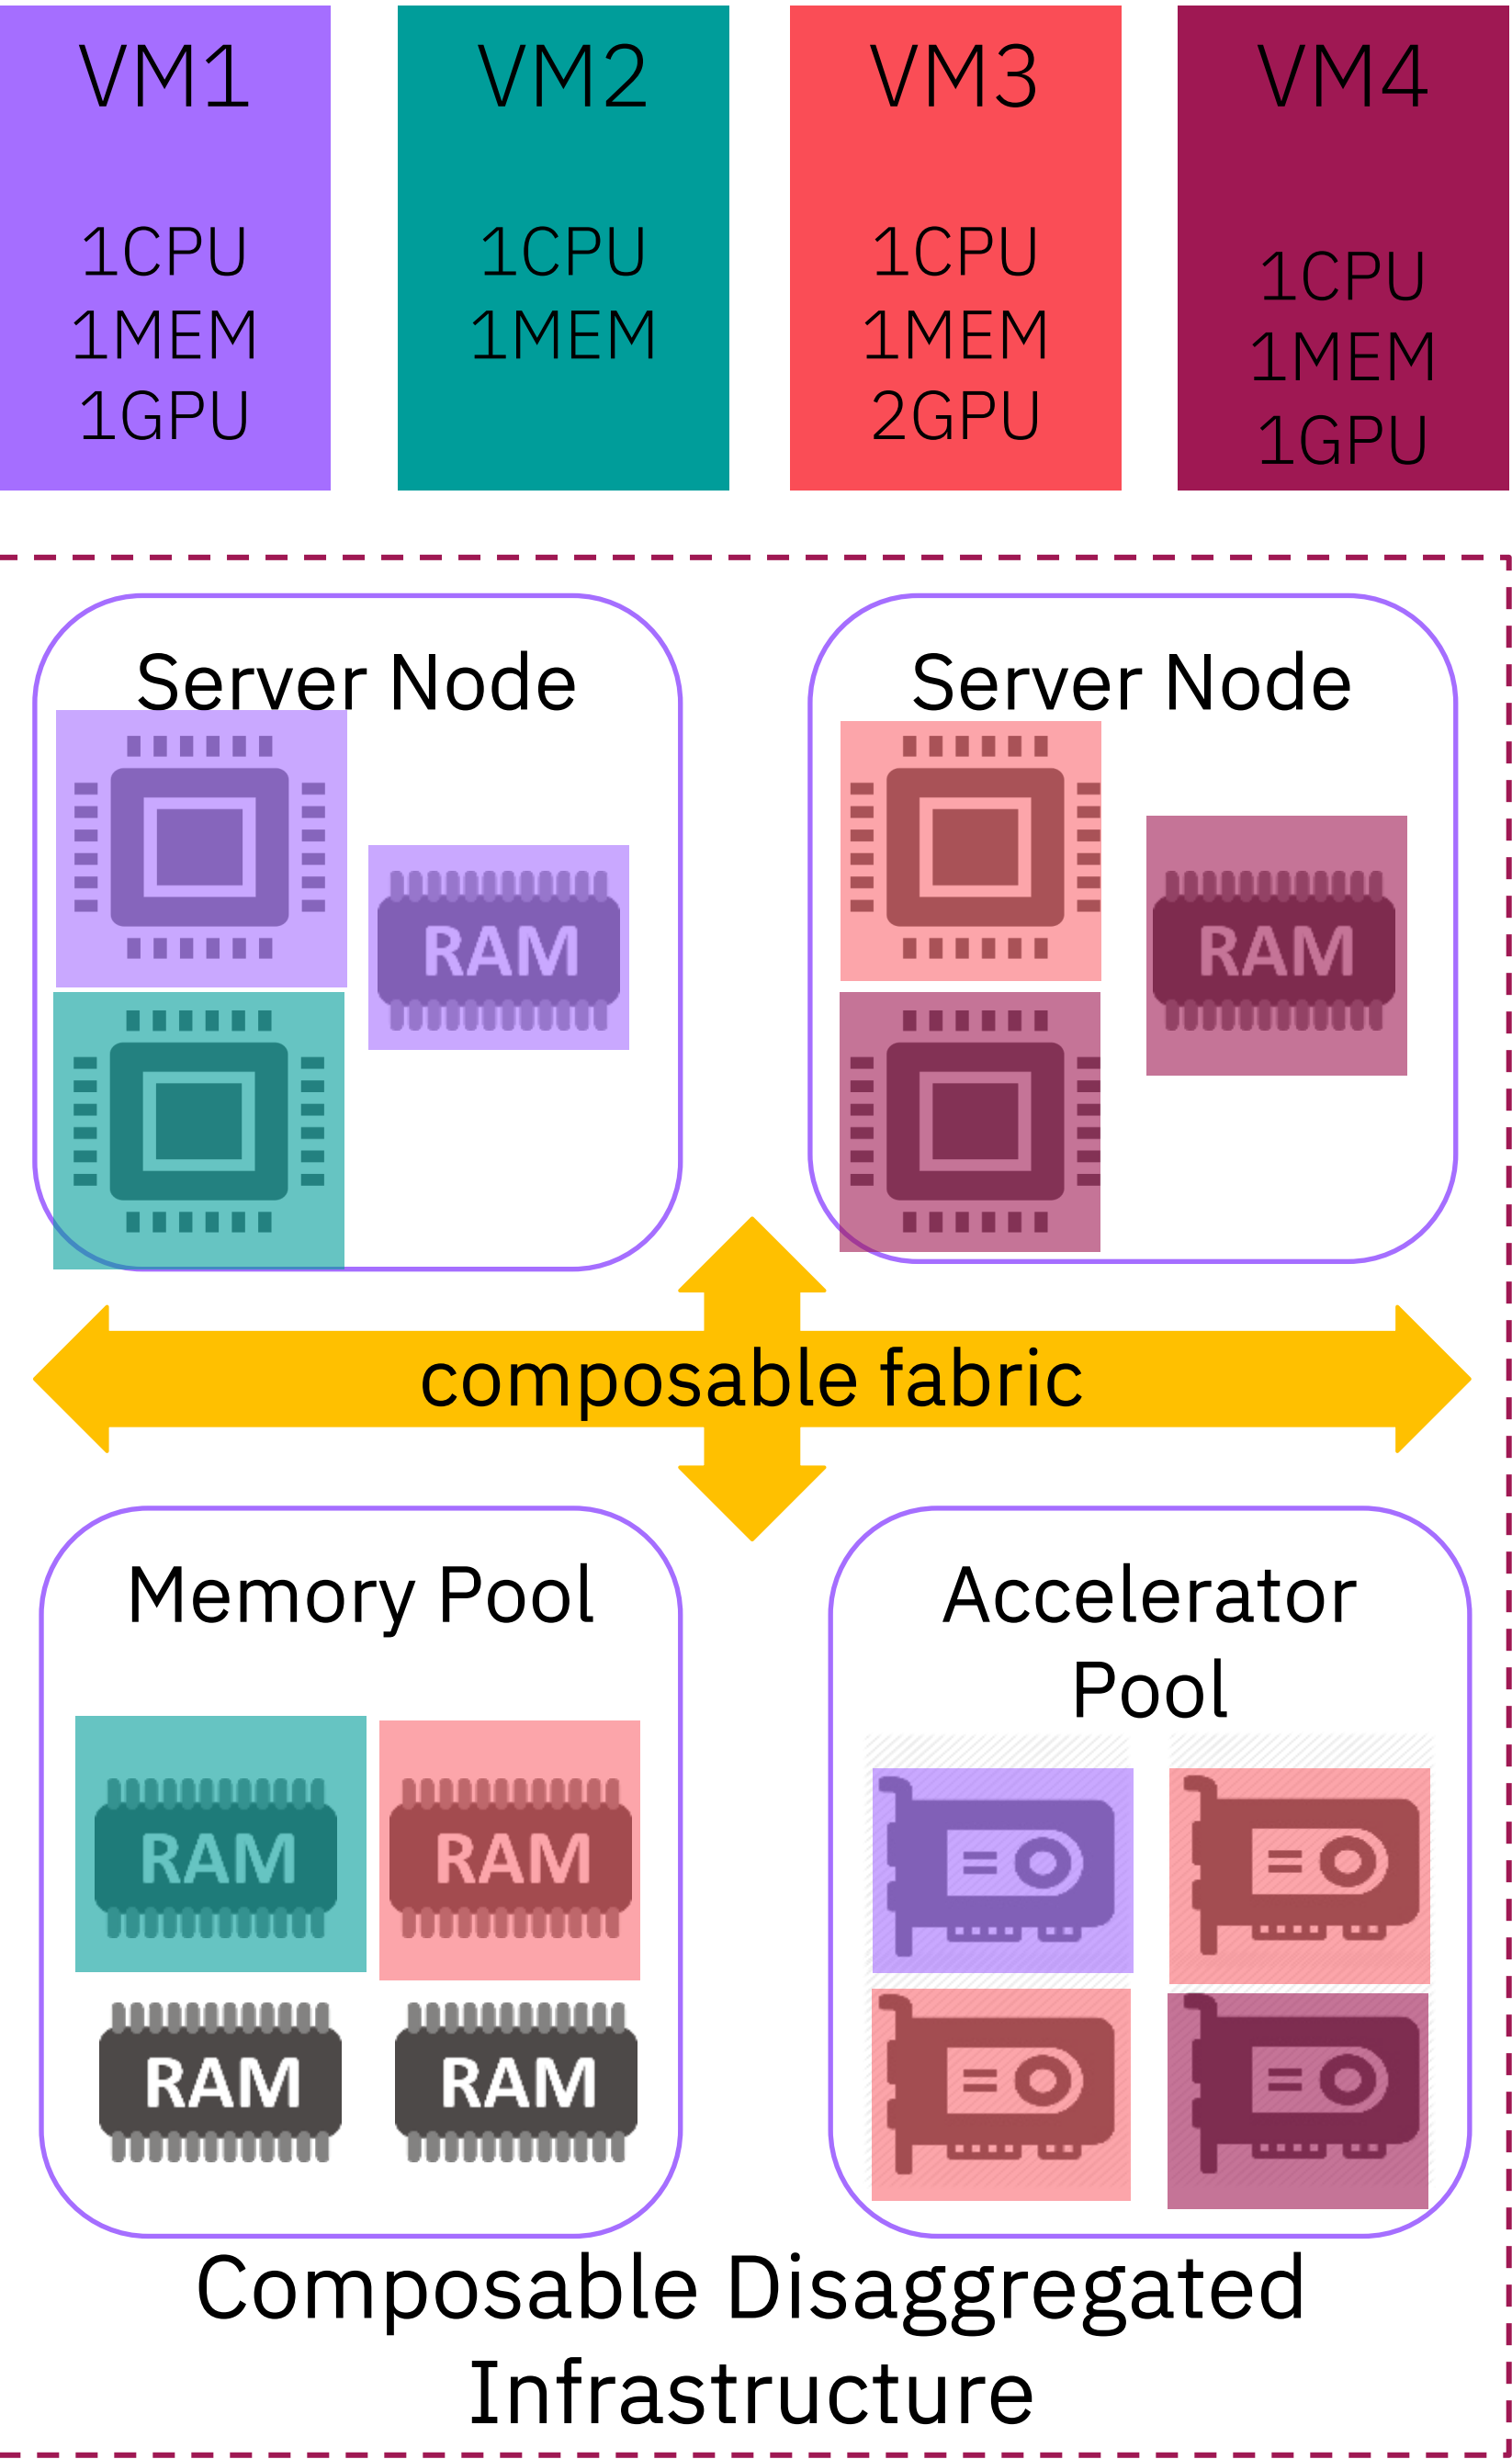 VM1
1CPU
1MEM
1GPU
VM2
1CPU
1MEM
VM3
1CPU
1MEM
2GPU
VM4
1CPU
1MEM
1GPU
Server Node
RAM
Server Node
RAM
composable fabric
Memory Pool
RAM
RAM
RAM
RAM
Accelerator
Pool
Composable Disaggregated
Infrastructure